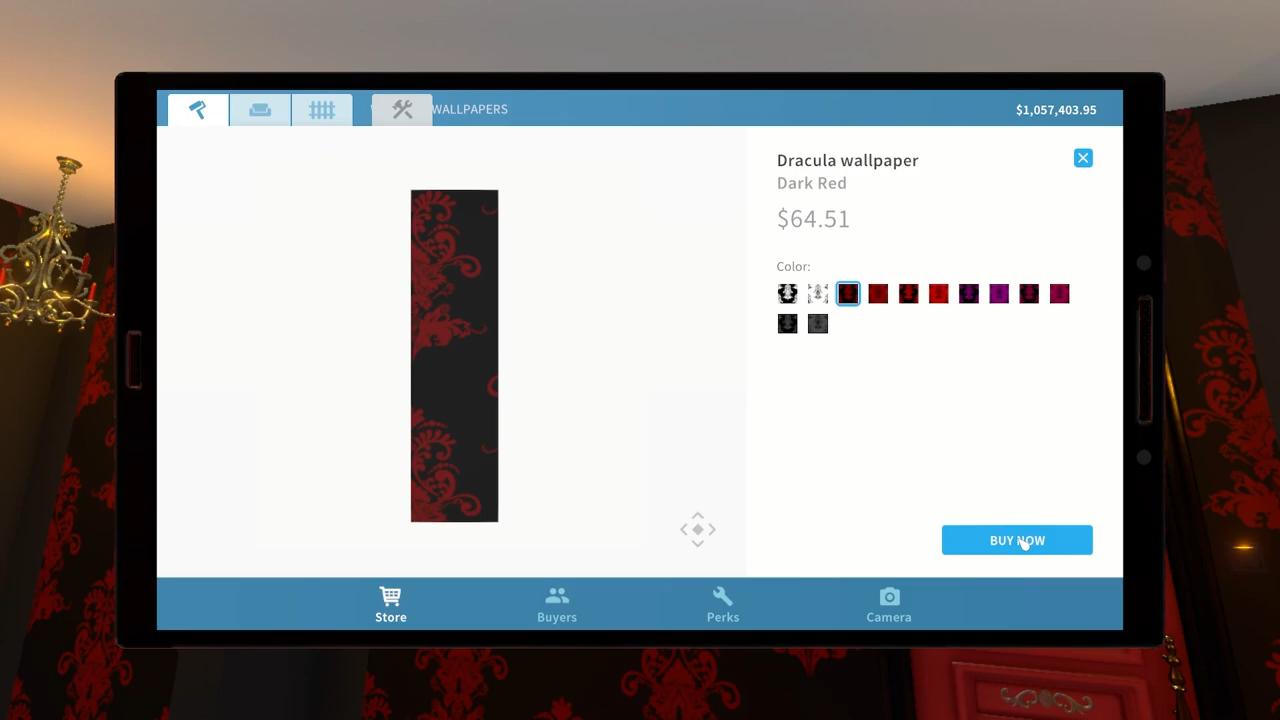 WALLPAPERS
$1,057,403.95
Dracula wallpaper
Dark Red
$64.51
Color:
BUY NOW
Store
Buyers
Perks
Camera